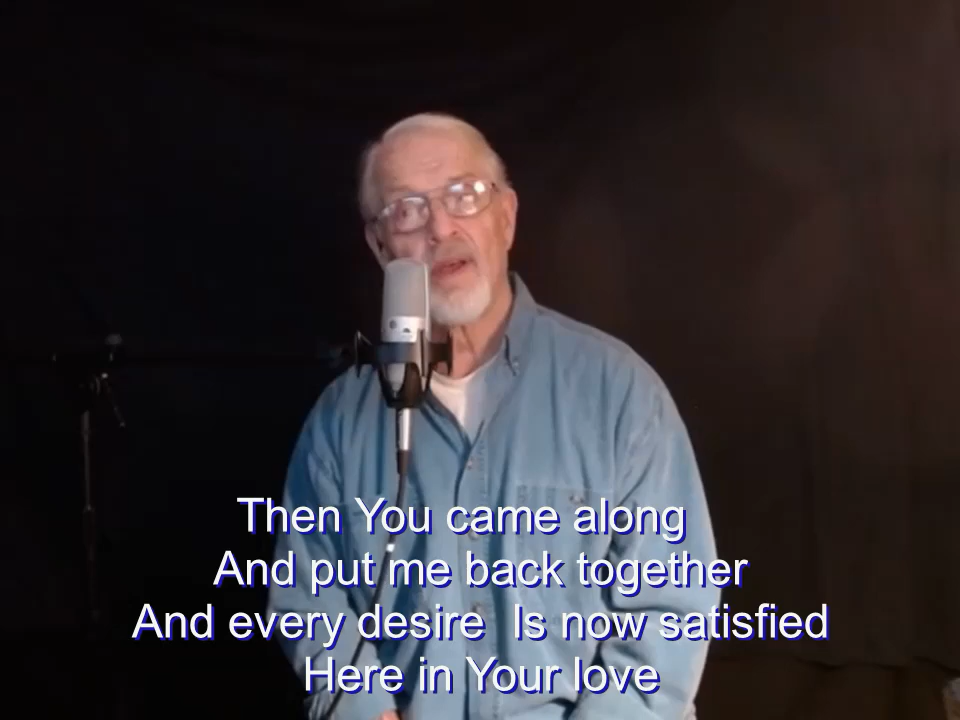 Then You came along
And put me back together
And every desire  Is now satisfied
Here in Your love